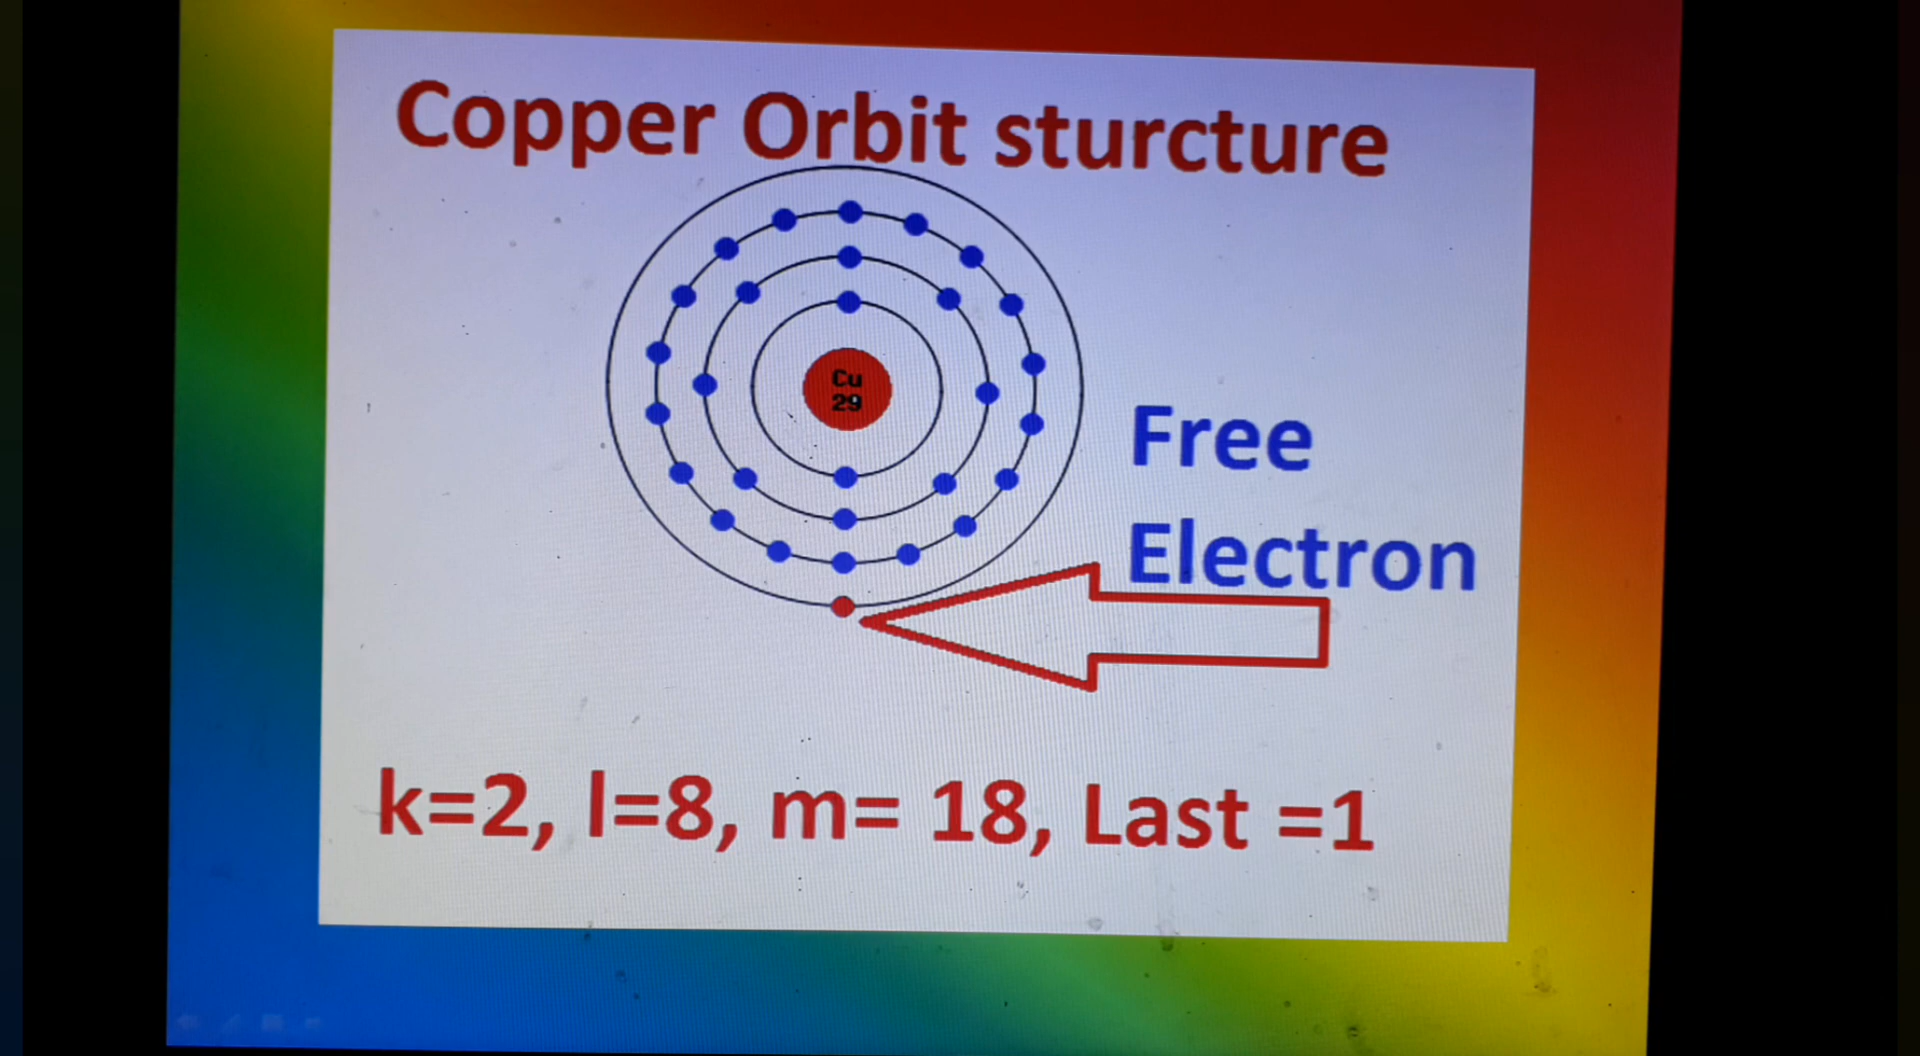 Copper Orbit sturcture
Cu
29
Free
Electron
k=2, l=8, m= 18, Last =1